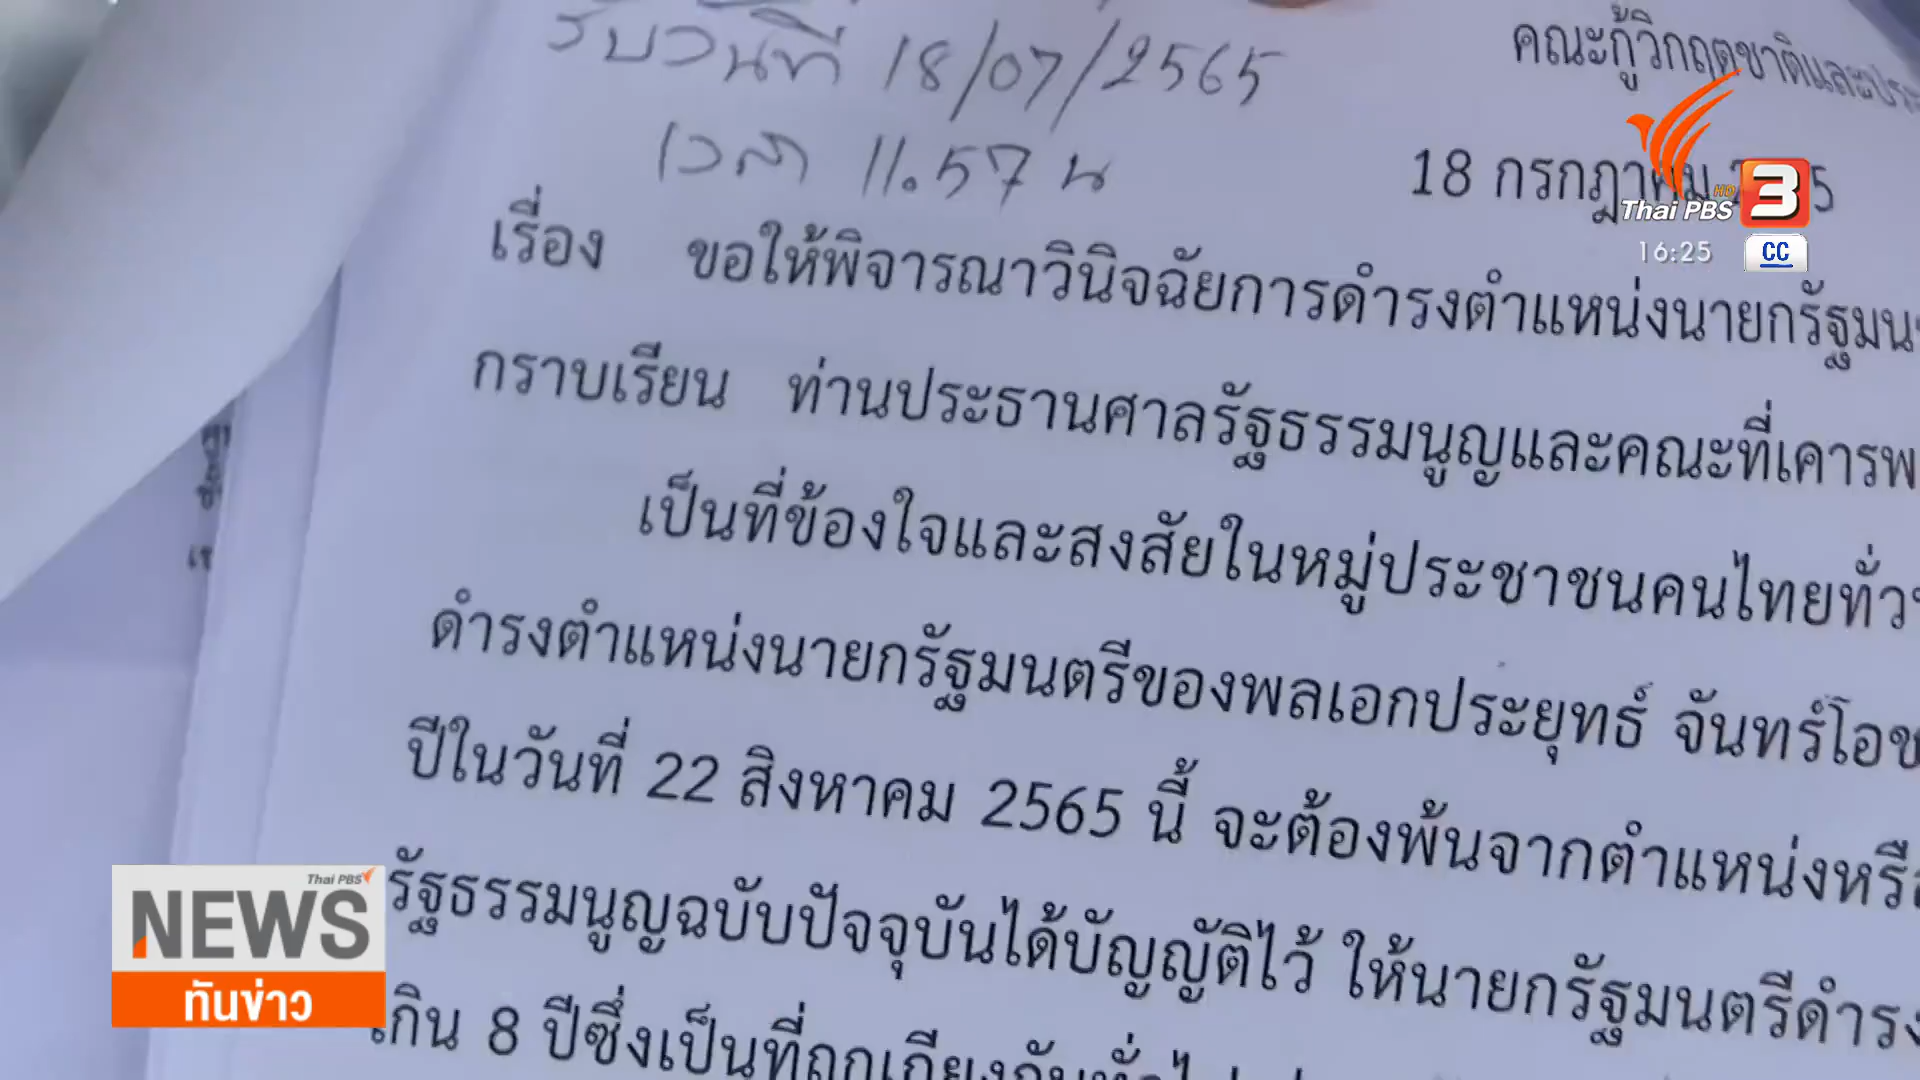 รับวันที่ 18/07/2565
เวลา 11.57 น
คณะกู้วิกฤตชาติและ
18 กรกฎาคม
Thai PBS HD 3
16:25 CC
เรื่อง ขอให้พิจารณาวินิจฉัยการดำรงตำแหน่งนายกรัฐมน
กราบเรียน ท่านประธานศาลรัฐธรรมนูญและคณะที่เคารพ
เป็นที่ข้องใจและสงสัยในหมู่ประชาชนคนไทยทั่ว
ดำรงตำแหน่งนายกรัฐมนตรีของพลเอกประยุทธ์ จันทร์โอช
ปีในวันที่ 22 สิงหาคม 2565 นี้ จะต้องพ้นจากตำแหน่งหรือ
รัฐธรรมนูญฉบับปัจจุบันได้บัญญัติไว้ ให้นายกรัฐมนตรีดำรง
เกิน 8 ปีซึ่งเป็นที่ถกเถียงกัน
Thai PBS
NEWS
ทันข่าว